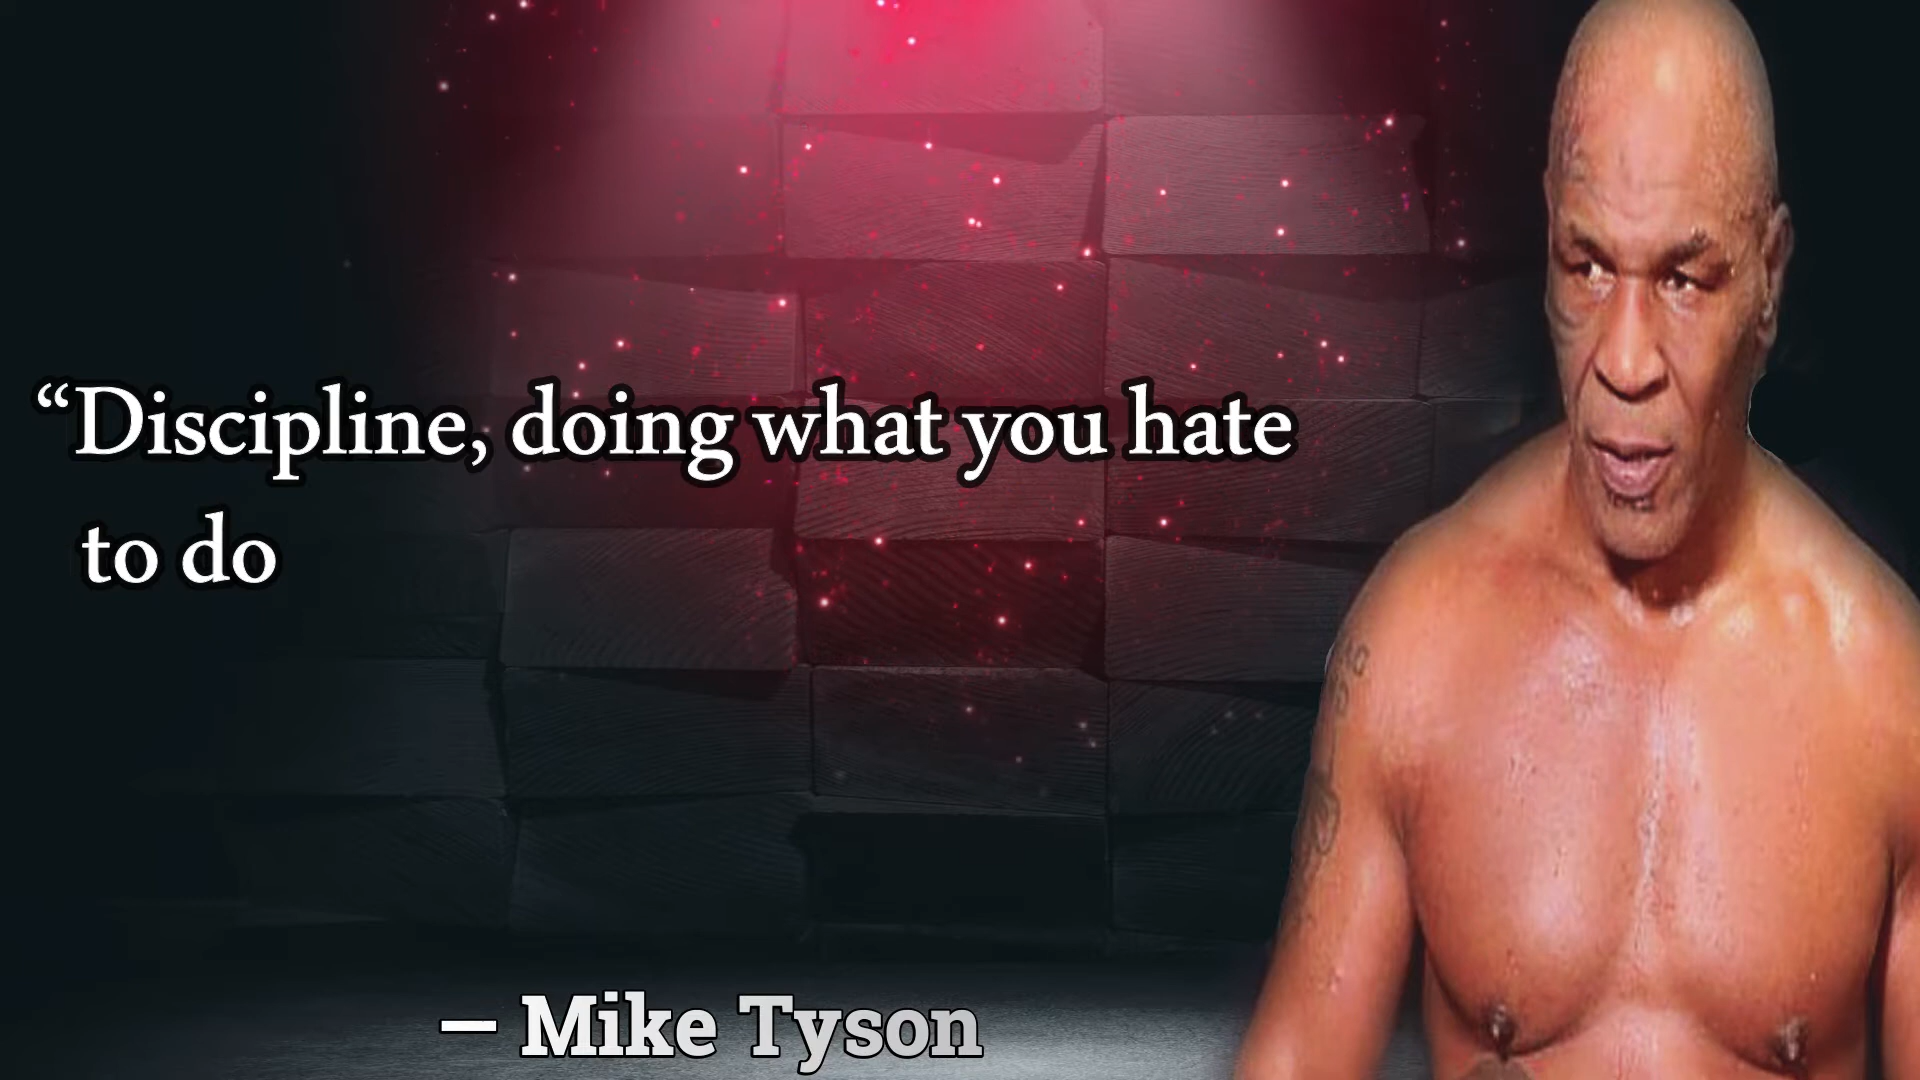 “Discipline, doing what you hate
to do
— Mike Tyson